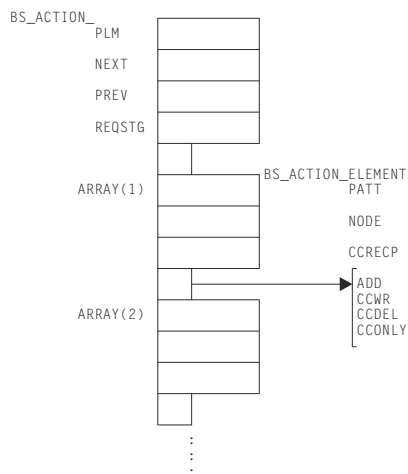 BS_ACTION_
PLM
NEXT
PREV
REQSTG
BS_ACTION_ELEMENT
ARRAY(1) PATT
NODE
CCRECP
ADD
CCWR
CCDEL
CCONLY
ARRAY(2)